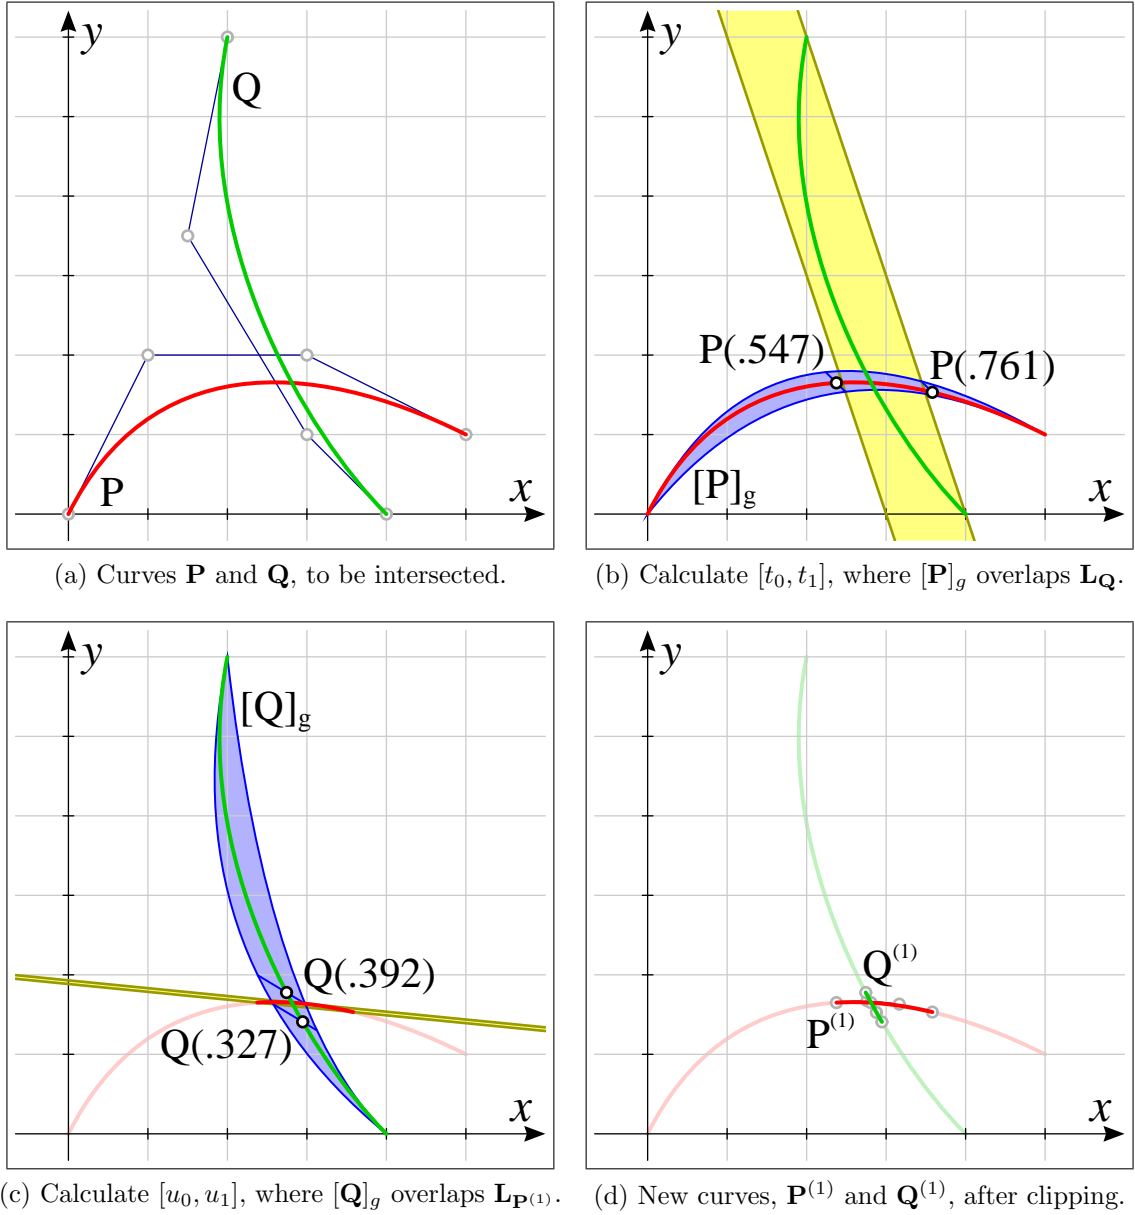 y
Q
P
x
(a) Curves P and Q, to be intersected.
y
P(.547)
P(.761)
[P]g
x
(b) Calculate [t0, t1], where [P]g overlaps LQ.
y
[Q]g
Q(.392)
Q(.327)
x
(c) Calculate [u0, u1], where [Q]g overlaps LP(1).
y
Q(1)
P(1)
x
(d) New curves, P(1) and Q(1), after clipping.